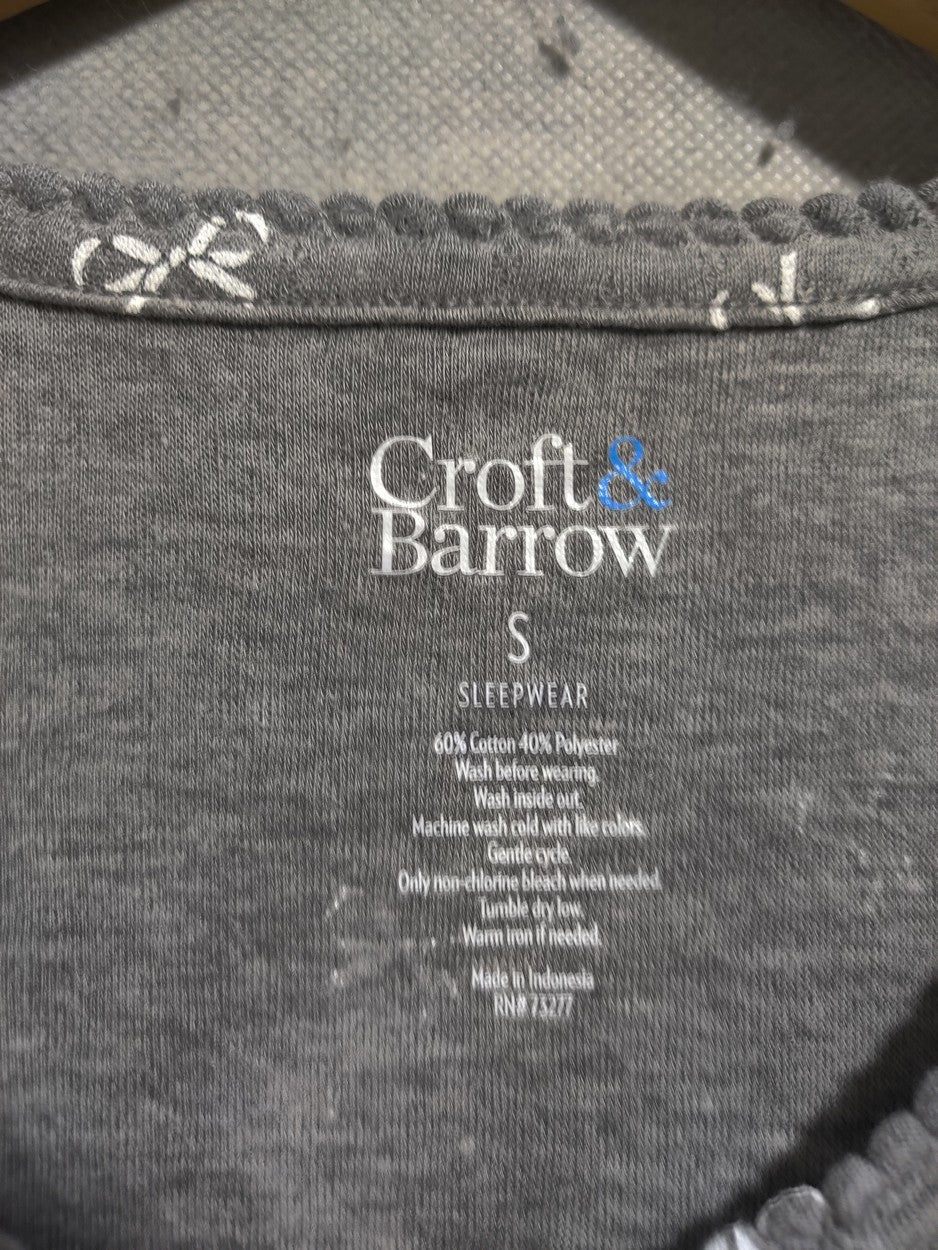 Croft&
Barrow
S
SLEEPWEAR
60% Cotton 40% Polyester
Wash before wearing.
Wash inside out.
Machine wash cold with like colors.
Gentle cycle.
Only non-chlorine bleach when needed.
Tumble dry low.
Warm iron if needed.
Made in Indonesia
RN# 73277